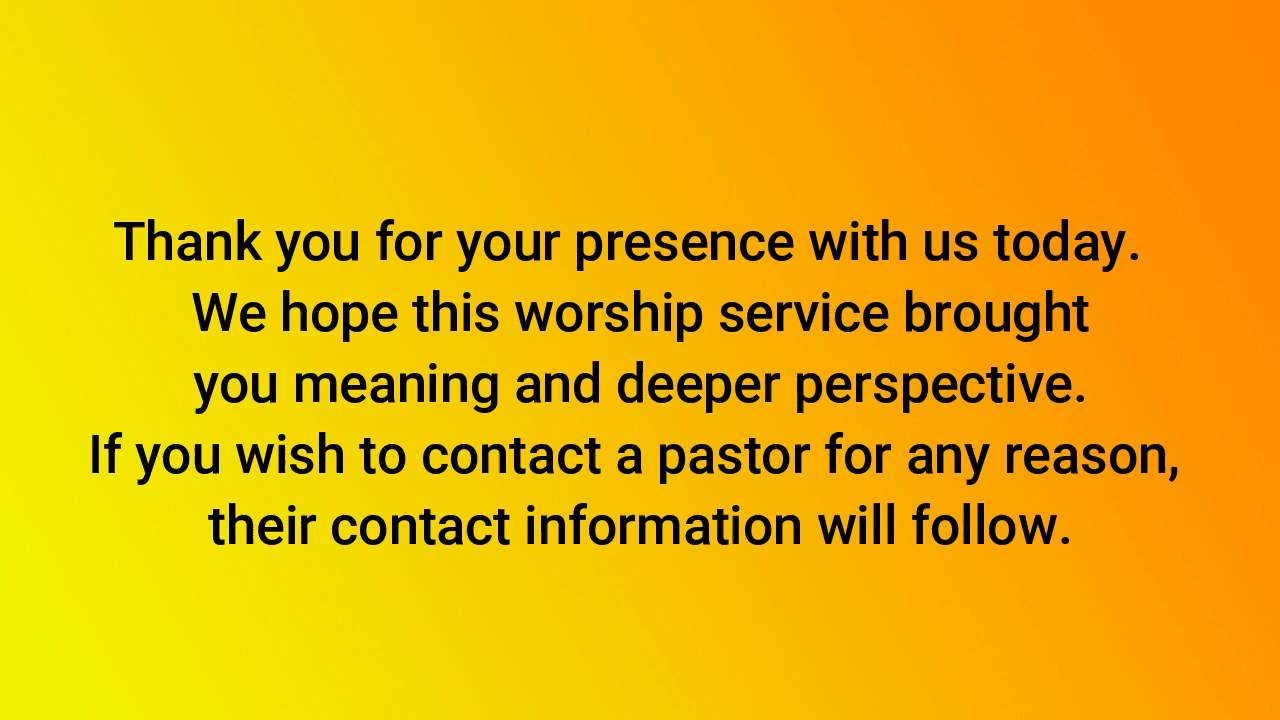 Thank you for your presence with us today.
We hope this worship service brought
you meaning and deeper perspective.
If you wish to contact a pastor for any reason,
their contact information will follow.